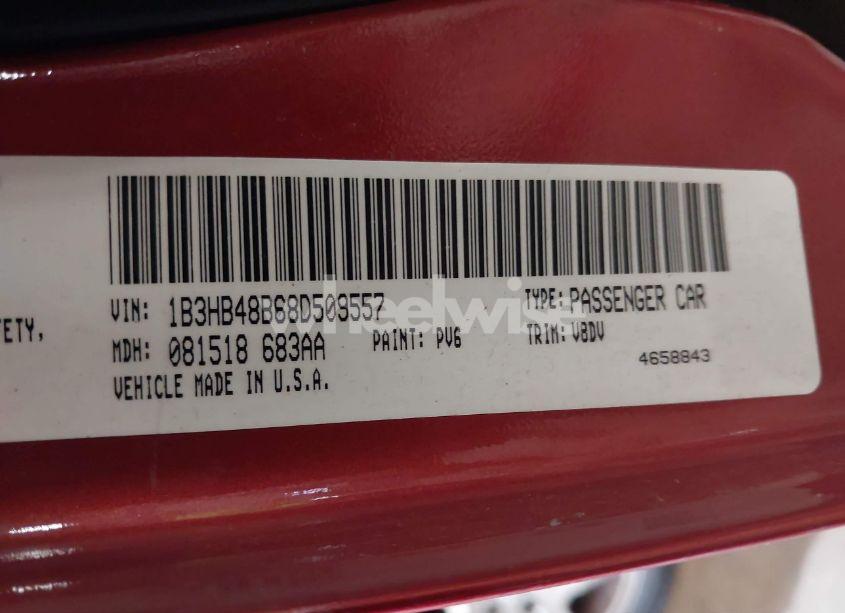 ETY,
VIN: 1B3HB48B68D509557 TYPE: PASSENGER CAR
MDH: 081518 683AA PAINT: PV6 TRIM: V8DV
VEHICLE MADE IN U.S.A. 4658843
wheelwise